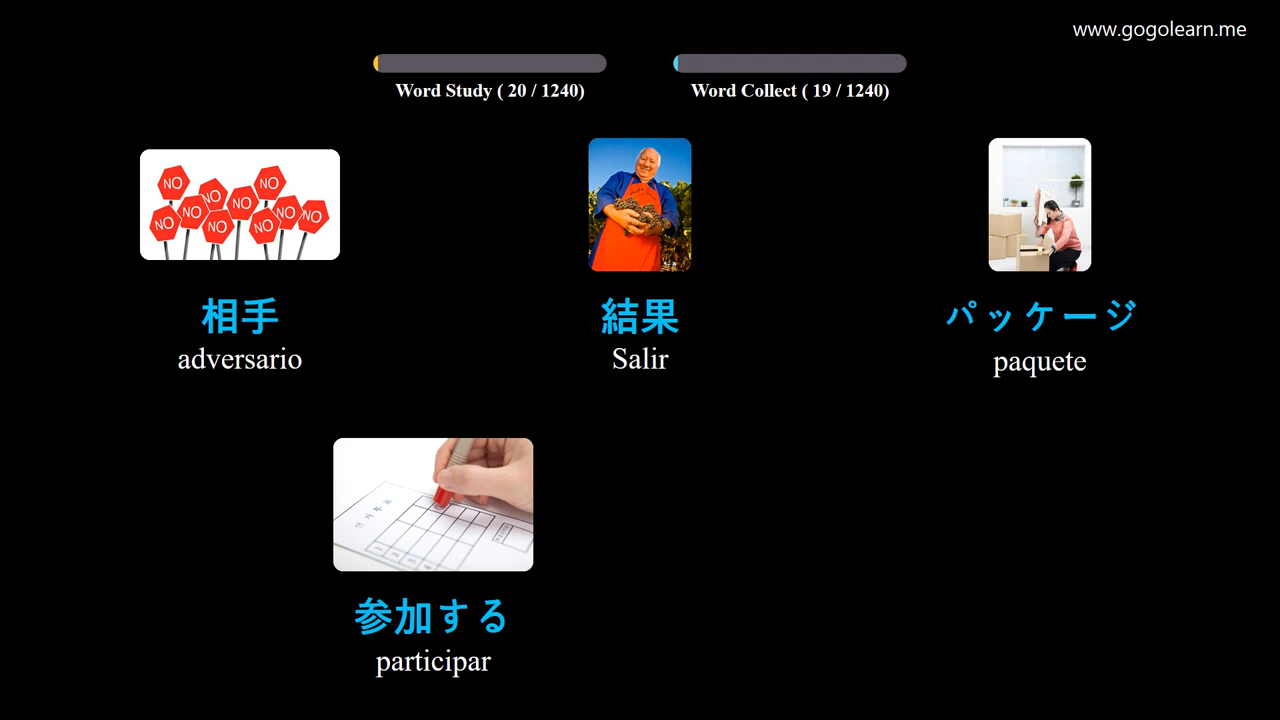 www.gogolearn.me
Word Study ( 20 / 1240)
Word Collect ( 19 / 1240)
NO
NO
NO
NO
NO
NO
NO
NO
NO
NO
相手
adversario
結果
Salir
パッケージ
paquete
参加する
participar